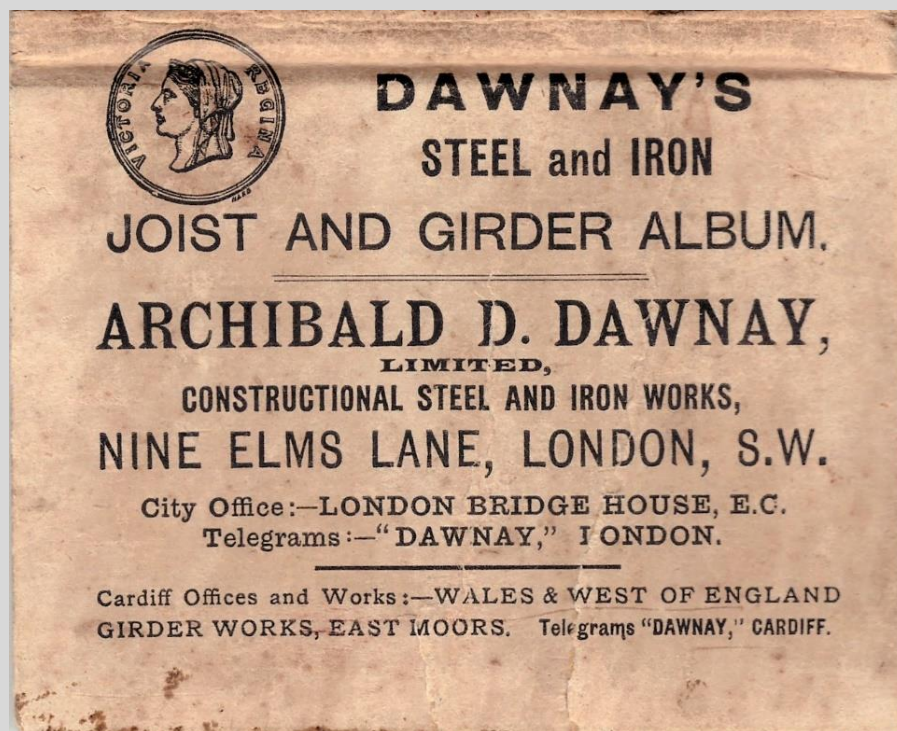 VICTORIA REGINA
DAWNAY'S
STEEL and IRON
JOIST AND GIRDER ALBUM.
ARCHIBALD D. DAWNAY,
LIMITED,
CONSTRUCTIONAL STEEL AND IRON WORKS,
NINE ELMS LANE, LONDON, S.W.
City Office:—LONDON BRIDGE HOUSE, E.C.
Telegrams:—“DAWNAY,” LONDON.
Cardiff Offices and Works:—WALES & WEST OF ENGLAND
GIRDER WORKS, EAST MOORS. Telegrams “DAWNAY,” CARDIFF.